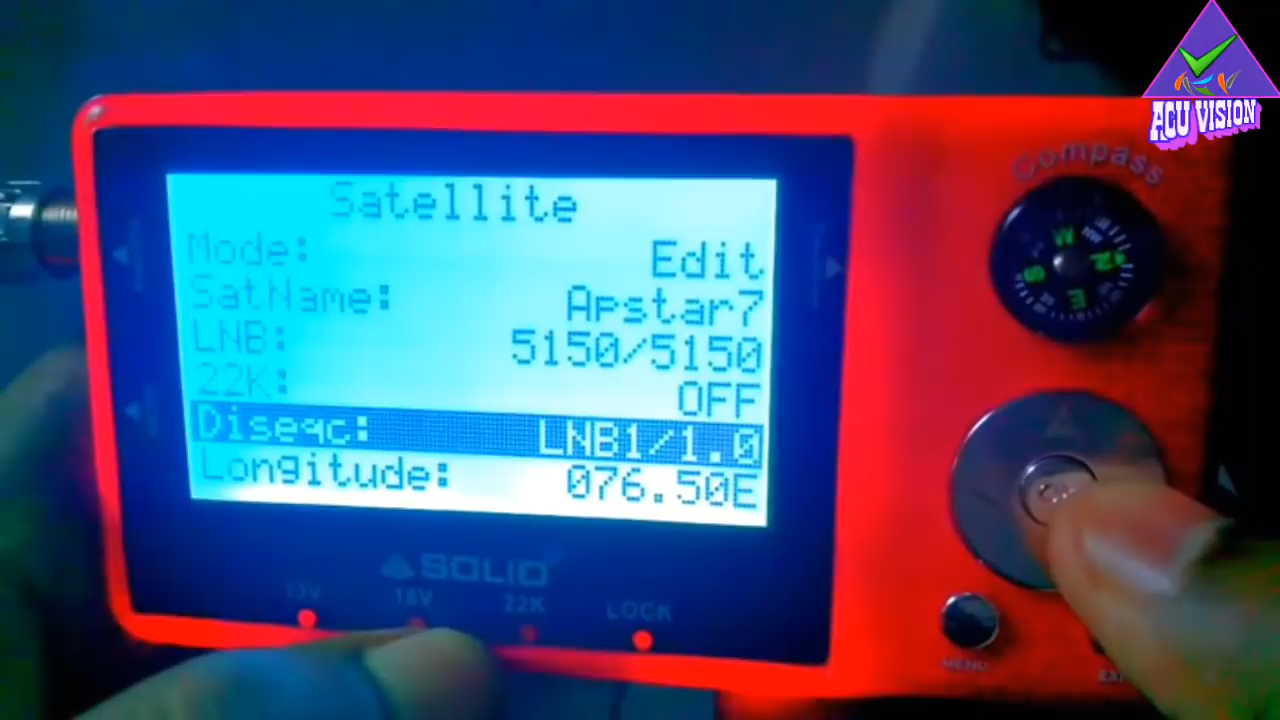 ACU VISION
Compass
Satellite
Mode: Edit
SatName: Apstar7
LNB: 5150/5150
22K: OFF
Diseqc: LNB1/1.0
Longitude: 076.50E
SOLID
13V 18V 22K LOCK
W
N
S
E
OK
MENU